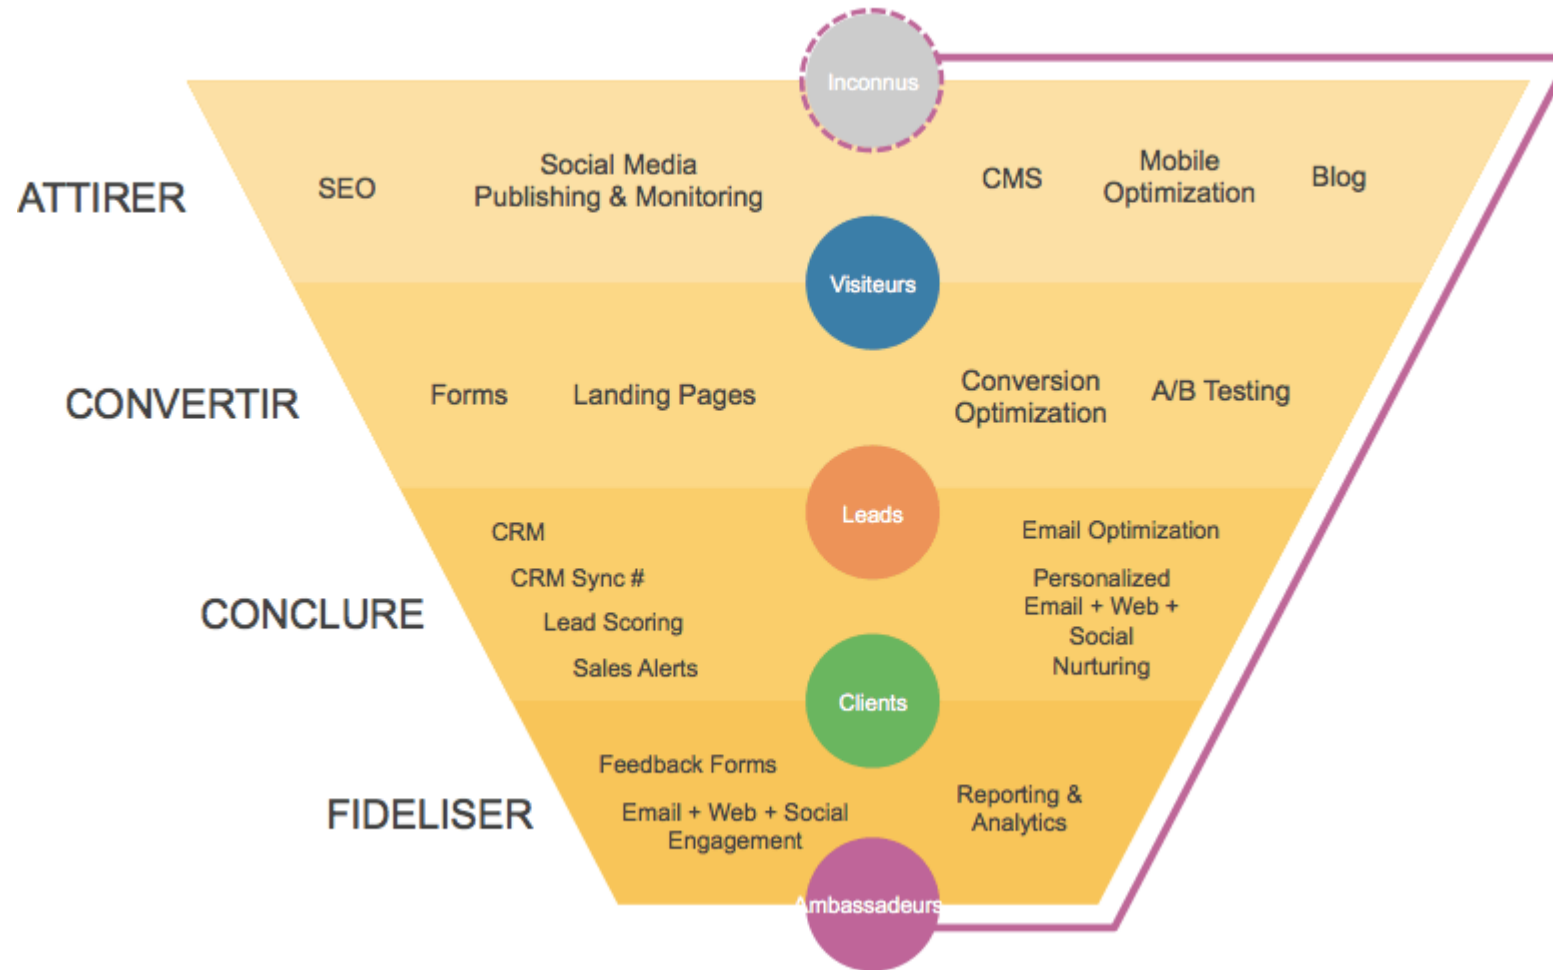 Inconnus
ATTIRER
SEO
Social Media
Publishing & Monitoring
CMS
Mobile
Optimization
Blog
Visiteurs
CONVERTIR
Forms
Landing Pages
Conversion
Optimization
A/B Testing
Leads
CONCLURE
CRM
CRM Sync #
Lead Scoring
Sales Alerts
Email Optimization
Personalized
Email + Web +
Social
Nurturing
Clients
FIDELISER
Feedback Forms
Email + Web + Social
Engagement
Reporting &
Analytics
Ambassadeurs